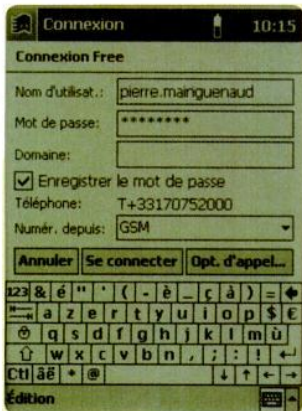 Connexion 10:15
Connexion Free
Nom d'utilisat.: pierre.mainguenaud
Mot de passe: ********
Domaine:
Enregistrer le mot de passe
Téléphone: T+33170752000
Numér. depuis: GSM
Annuler Se connecter Opt. d'appel...
123 & é " ' ( - è _ ç à ) =
a z e r t y u i o p $ £
q s d f g h j k l m ù
w x c v b n , ; : !
Ctl áë * @ ↓ ↑ ← →
Édition